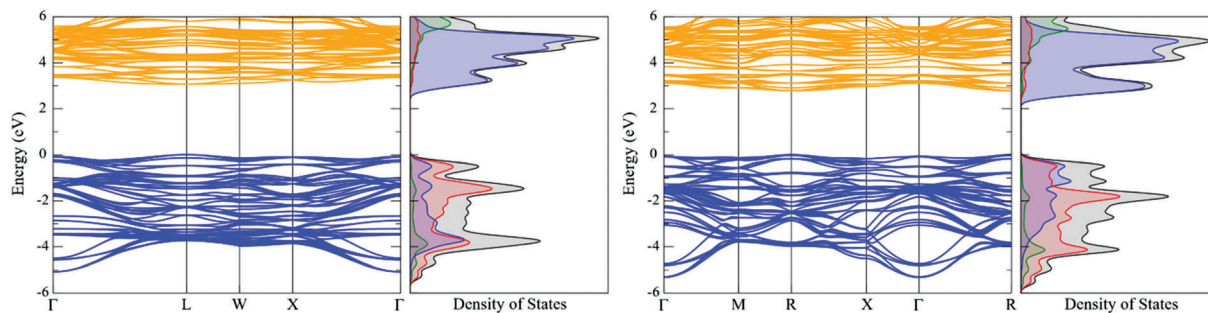 6
4
2
0
-2
-4
-6
Energy (eV)
Γ L W X Γ
Density of States
6
4
2
0
-2
-4
-6
Energy (eV)
Γ M R X Γ R
Density of States